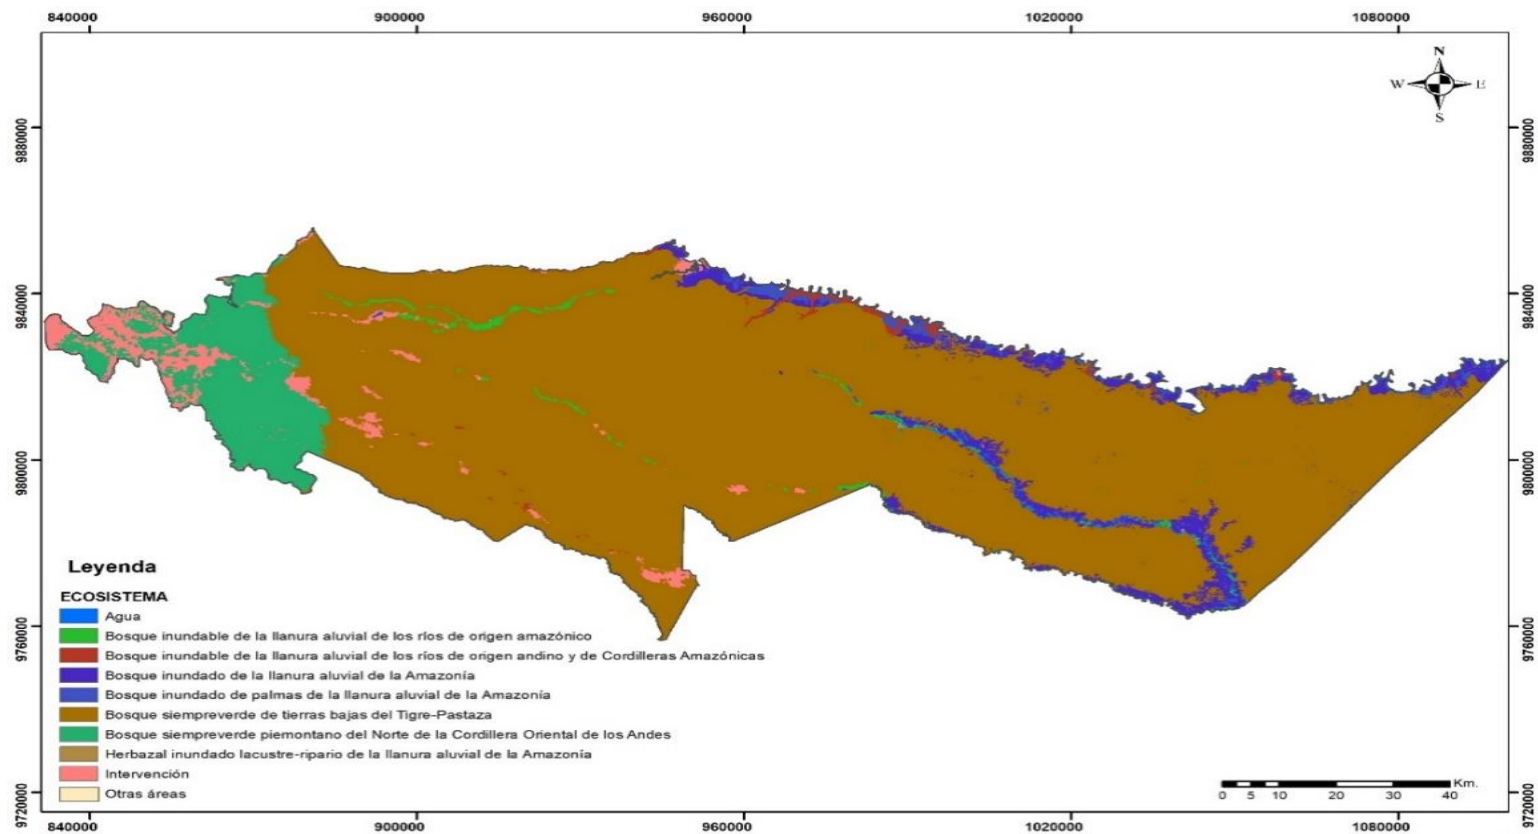 840000 900000 960000 1020000 1080000
N
W E
S
9880000 9880000
9840000 9840000
9800000 9800000
9760000 9760000
9720000 9720000
Leyenda
ECOSISTEMA
Agua
Bosque inundable de la llanura aluvial de los ríos de origen amazónico
Bosque inundable de la llanura aluvial de los ríos de origen andino y de Cordilleras Amazónicas
Bosque inundado de la llanura aluvial de la Amazonía
Bosque inundado de palmas de la llanura aluvial de la Amazonía
Bosque siempreverde de tierras bajas del Tigre-Pastaza
Bosque siempreverde piemontano del Norte de la Cordillera Oriental de los Andes
Herbazal inundado lacustre-ripario de la llanura aluvial de la Amazonía
Intervención
Otras áreas
Km.
0 5 10 20 30 40
840000 900000 960000 1020000 1080000